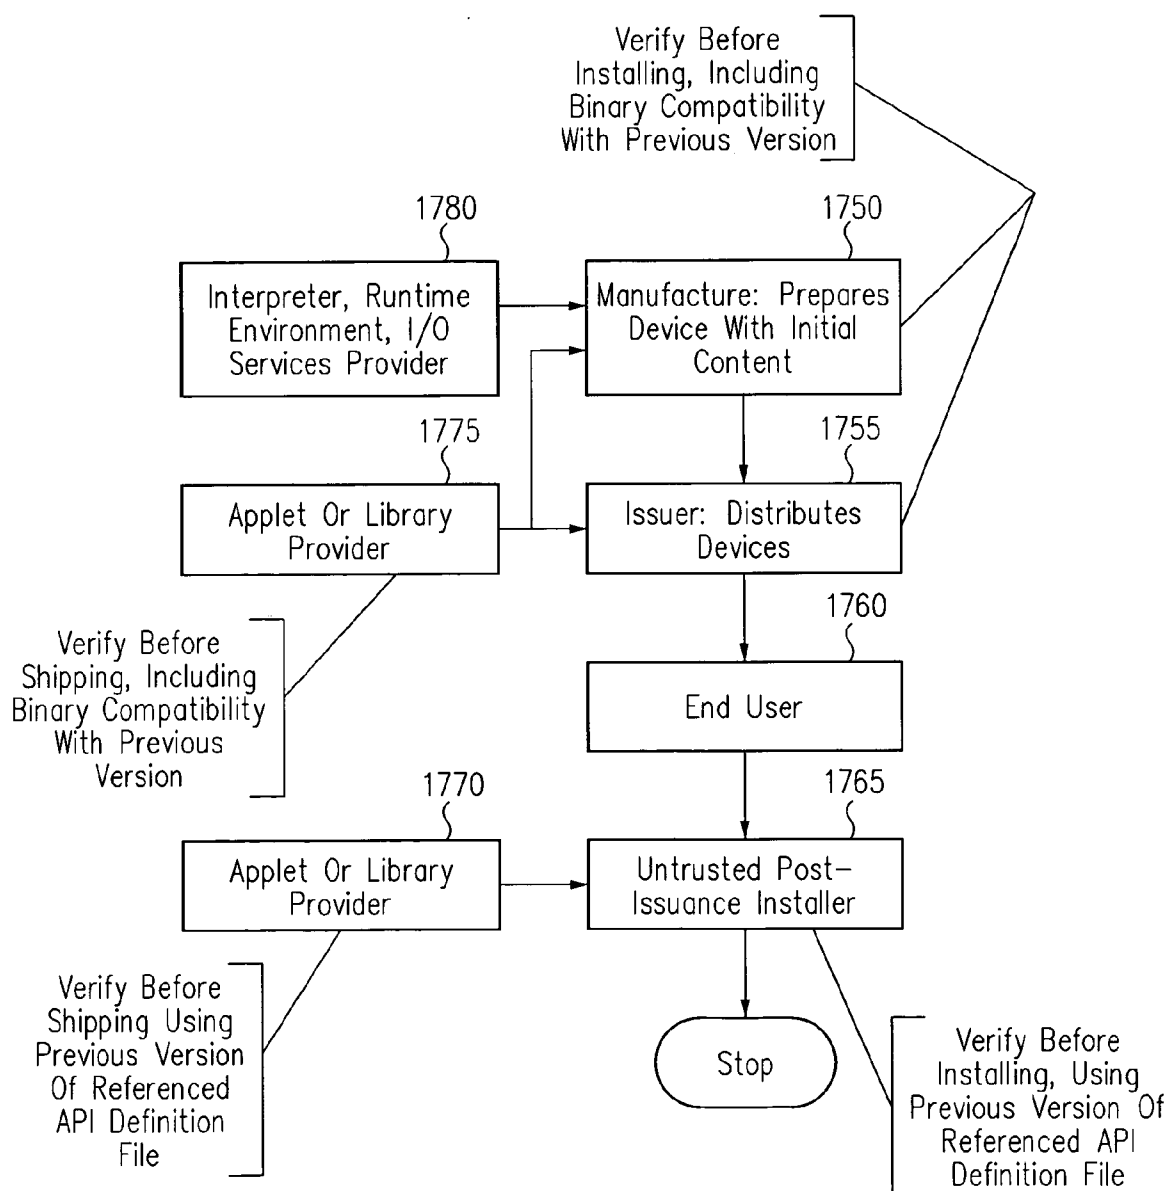 Verify Before
Installing, Including
Binary Compatibility
With Previous Version
1780
1750
Interpreter, Runtime
Environment, I/O
Services Provider
Manufacture: Prepares
Device With Initial
Content
1775
1755
Applet Or Library
Provider
Issuer: Distributes
Devices
1760
Verify Before
Shipping, Including
Binary Compatibility
With Previous
Version
End User
1770
1765
Applet Or Library
Provider
Untrusted Post-
Issuance Installer
Verify Before
Shipping Using
Previous Version
Of Referenced
API Definition
File
Stop
Verify Before
Installing, Using
Previous Version Of
Referenced API
Definition File